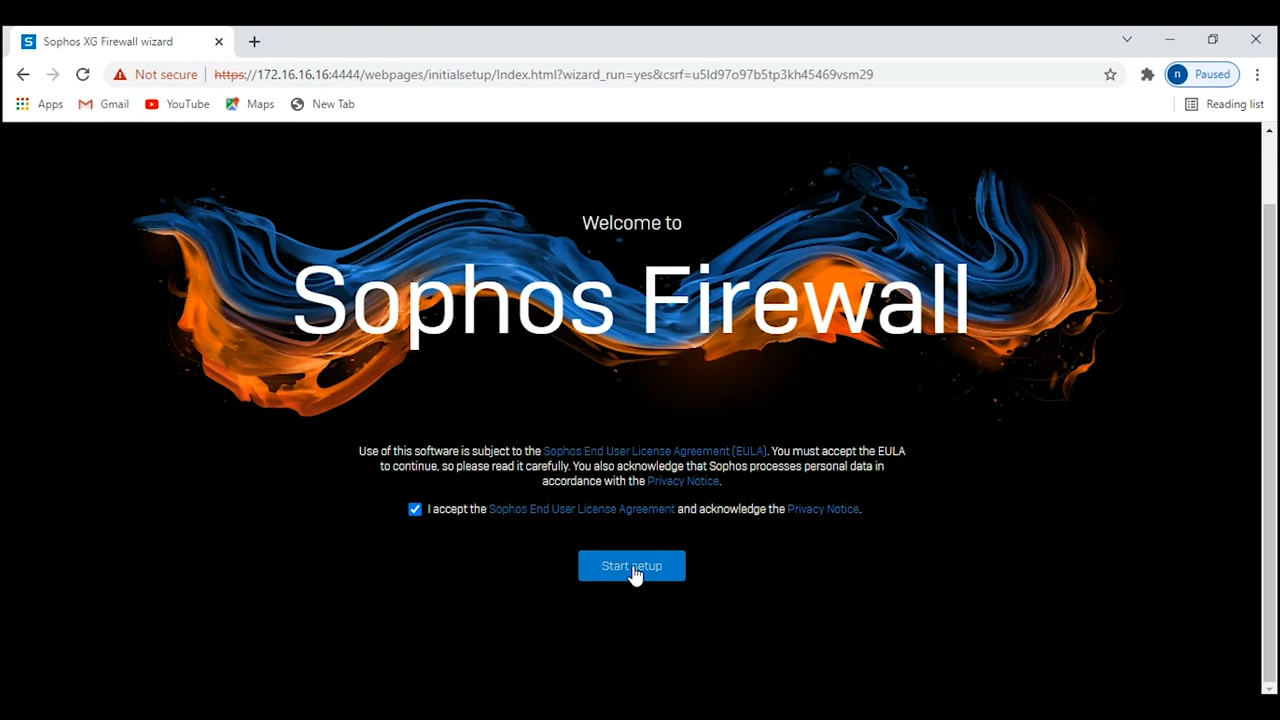 Sophos XG Firewall wizard
Not secure
https://172.16.16.16:4444/webpages/initialsetup/Index.html?wizard_run=yes&csrf=u5ld97o97b5tp3kh45469vsm29
n Paused
Apps Gmail YouTube Maps New Tab Reading list
Welcome to
Sophos Firewall
Use of this software is subject to the Sophos End User License Agreement (EULA). You must accept the EULA
to continue, so please read it carefully. You also acknowledge that Sophos processes personal data in
accordance with the Privacy Notice.
I accept the Sophos End User License Agreement and acknowledge the Privacy Notice.
Start setup